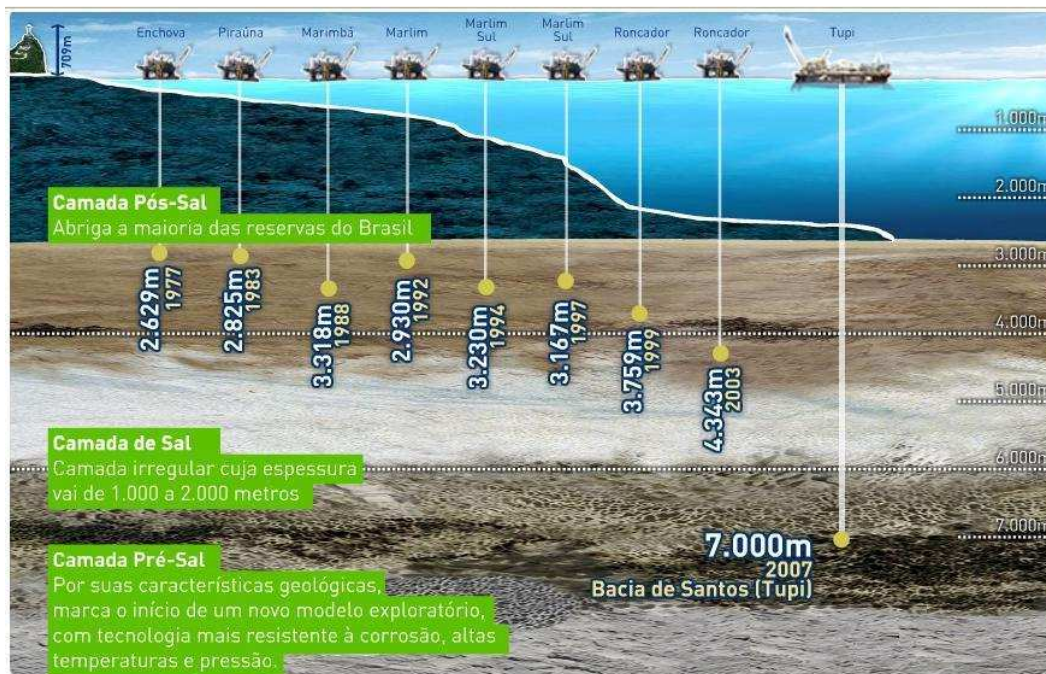 709m
Enchova
Piraúna
Marimbá
Marlim
Marlim
Sul
Marlim
Sul
Roncador
Roncador
Tupi
1.000m
2.000m
3.000m
4.000m
5.000m
6.000m
7.000m
Camada Pós-Sal
Abriga a maioria das reservas do Brasil
2.629m
1977
2.825m
1983
3.318m
1988
2.930m
1992
3.230m
1994
3.167m
1997
3.759m
1999
4.343m
2003
Camada de Sal
Camada irregular cuja espessura
vai de 1.000 a 2.000 metros
7.000m
2007
Bacia de Santos (Tupi)
Camada Pré-Sal
Por suas características geológicas,
marca o início de um novo modelo exploratório,
com tecnologia mais resistente à corrosão, altas
temperaturas e pressão.